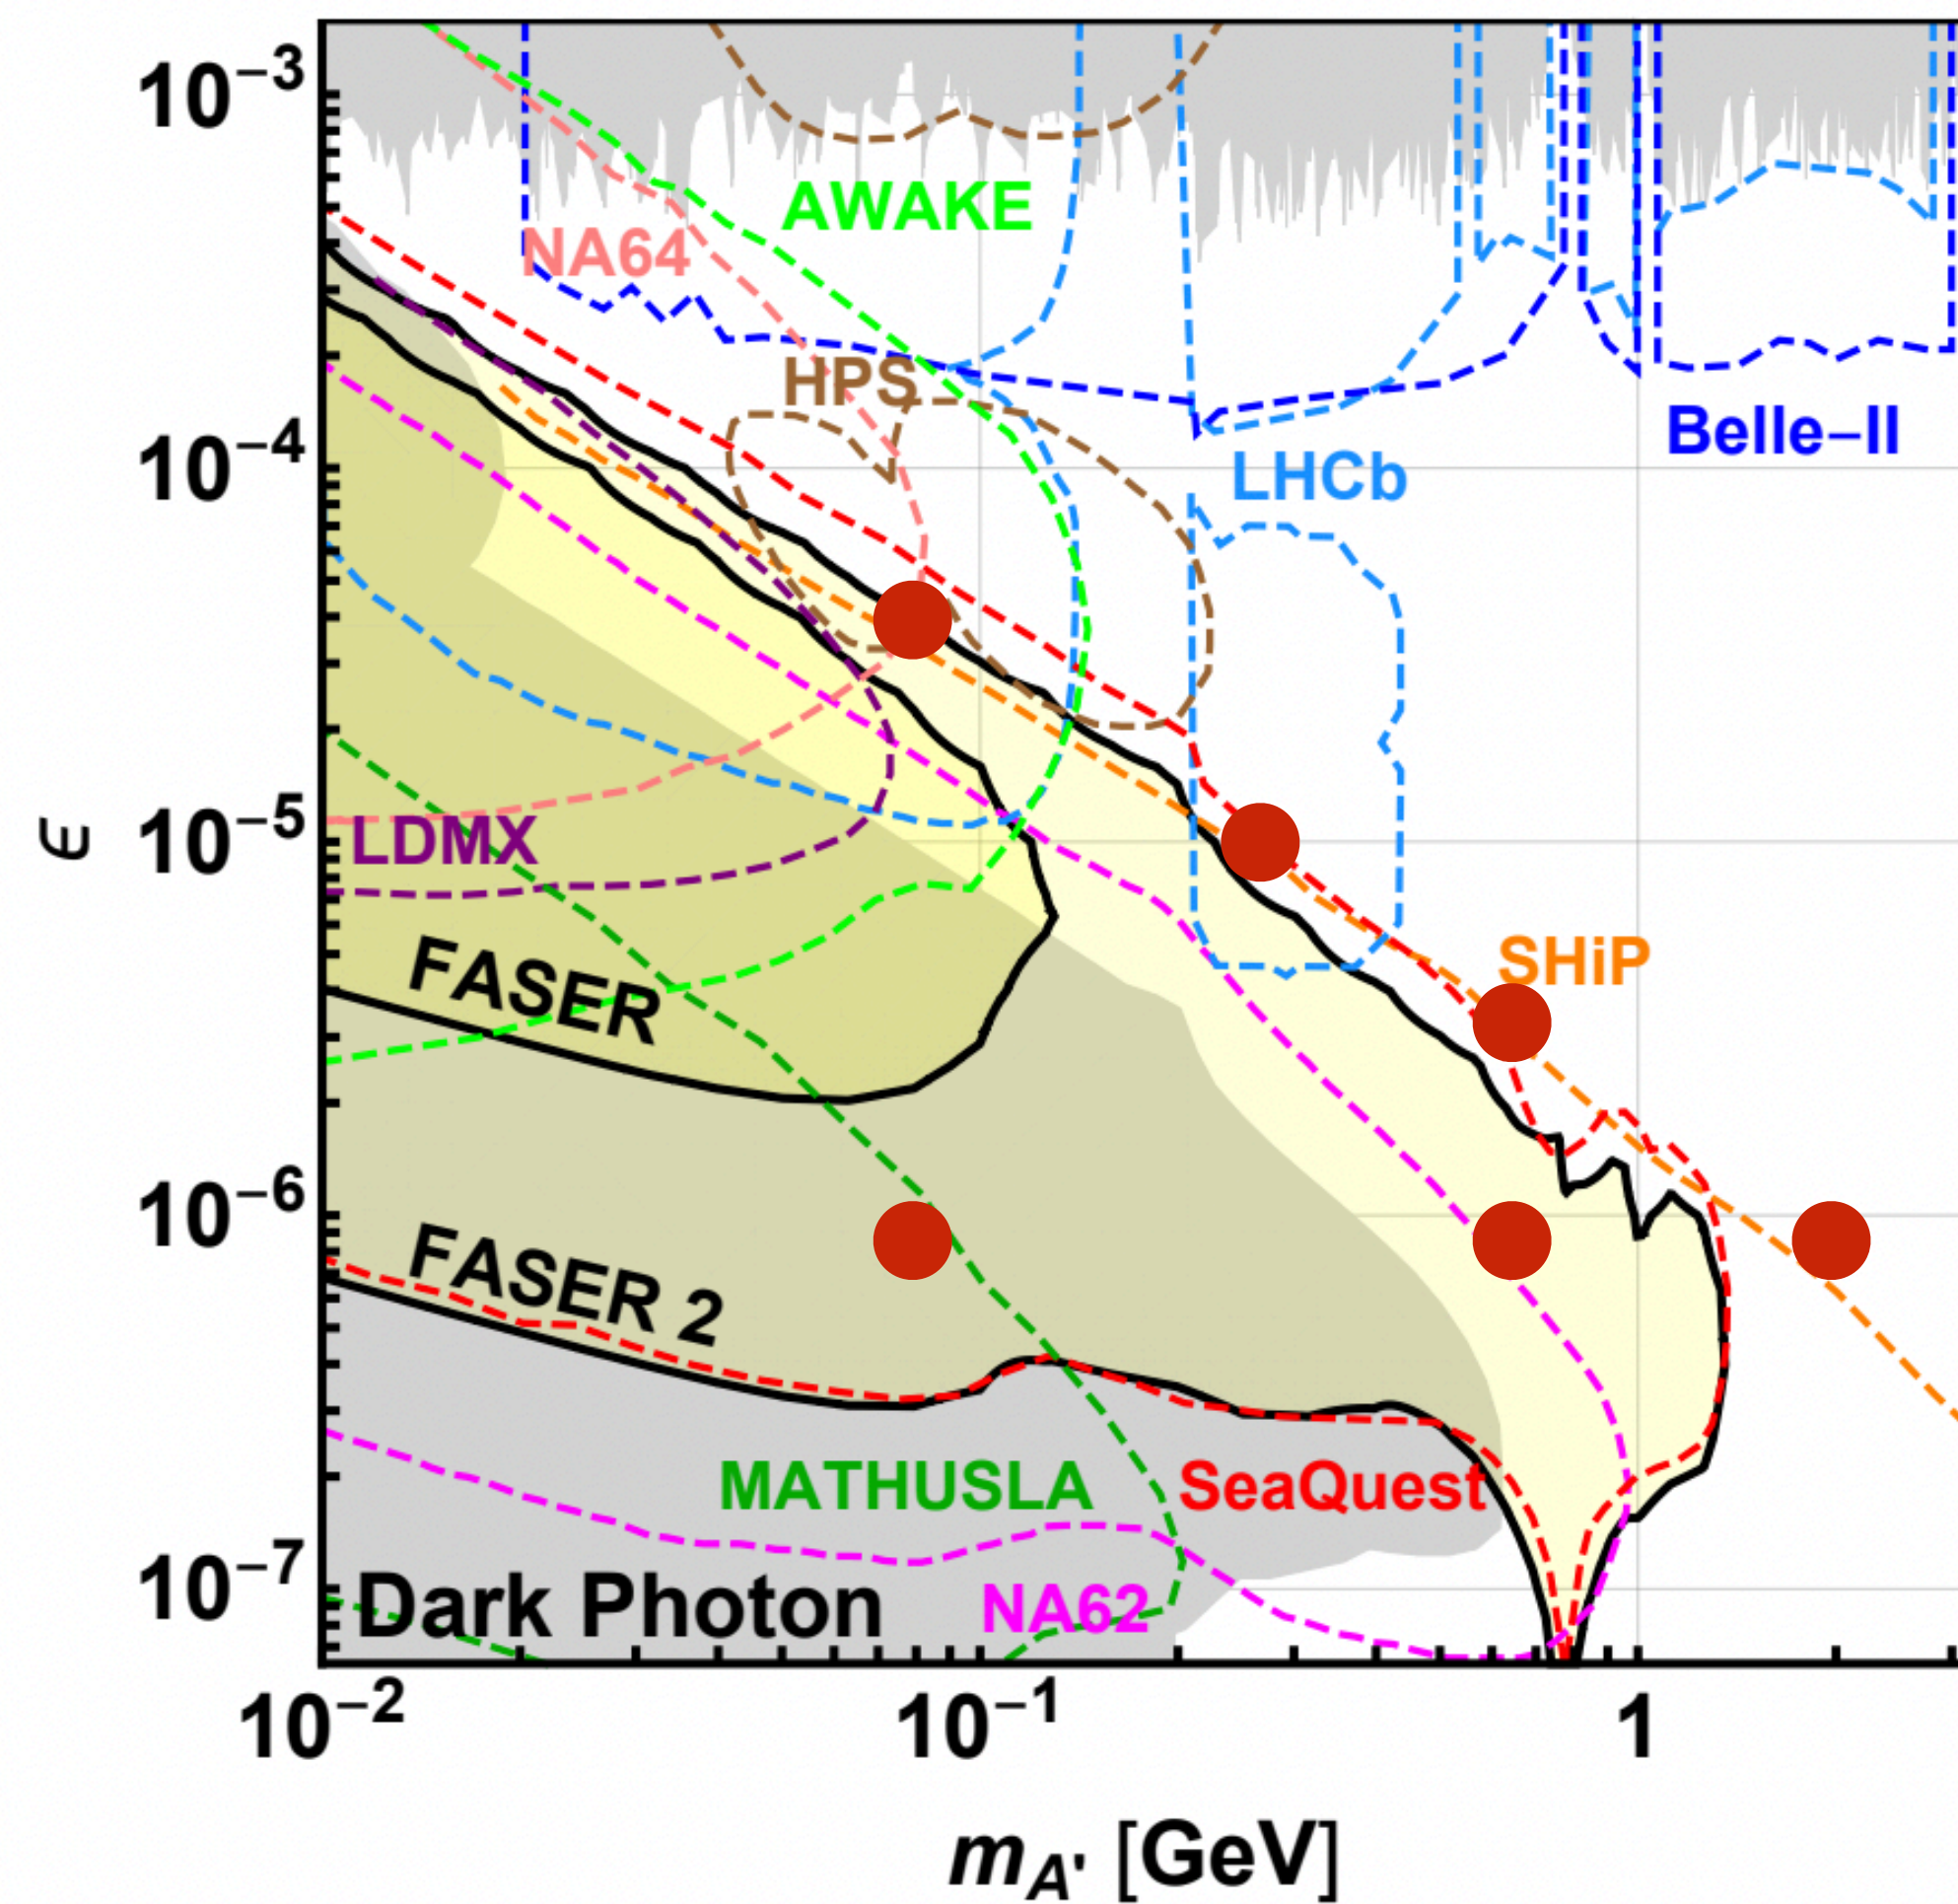 10⁻³
AWAKE
NA64
HPS
Belle–II
10⁻⁴
LHCb
ϵ
10⁻⁵
LDMX
FASER
SHiP
10⁻⁶
FASER 2
MATHUSLA
SeaQuest
10⁻⁷
Dark Photon
NA62
10⁻² 10⁻¹ 1
m_A' [GeV]